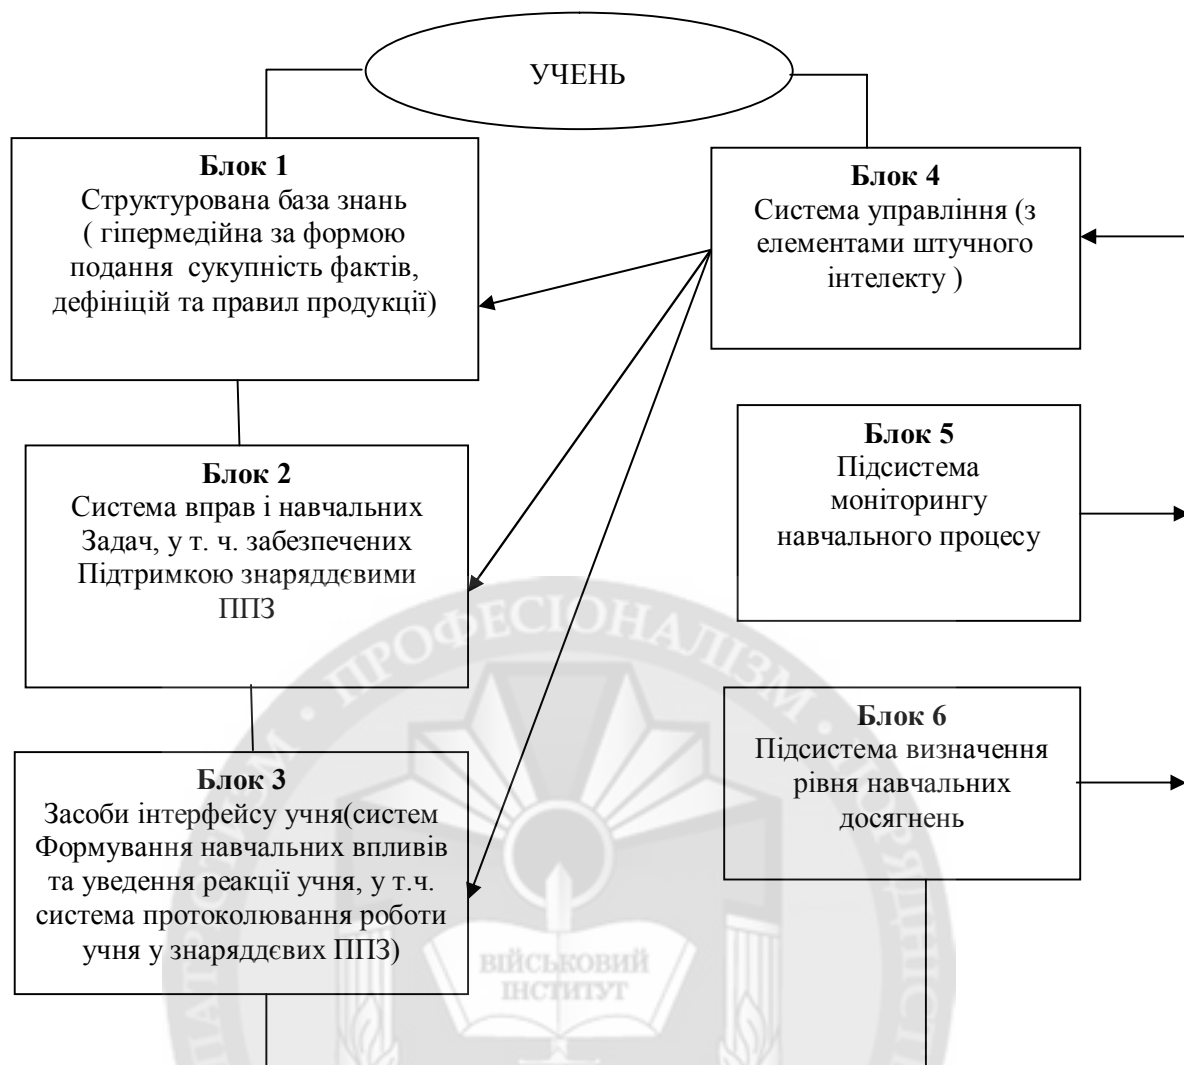 УЧЕНЬ
Блок 1
Структурована база знань
( гіпермедійна за формою
подання сукупність фактів,
дефініцій та правил продукції)
Блок 4
Система управління (з
елементами штучного
інтелекту )
Блок 2
Система вправ і навчальних
Задач, у т. ч. забезпечених
Підтримкою знаряддєвими
ППЗ
Блок 5
Підсистема
моніторингу
навчального процесу
Блок 3
Засоби інтерфейсу учня(систем
Формування навчальних впливів
та уведення реакції учня, у т.ч.
система протоколювання роботи
учня у знаряддєвих ППЗ)
Блок 6
Підсистема визначення
рівня навчальних
досягнень
ПРОФЕСІОНАЛІЗМ
ВІЙСЬКОВИЙ
ІНСТИТУТ